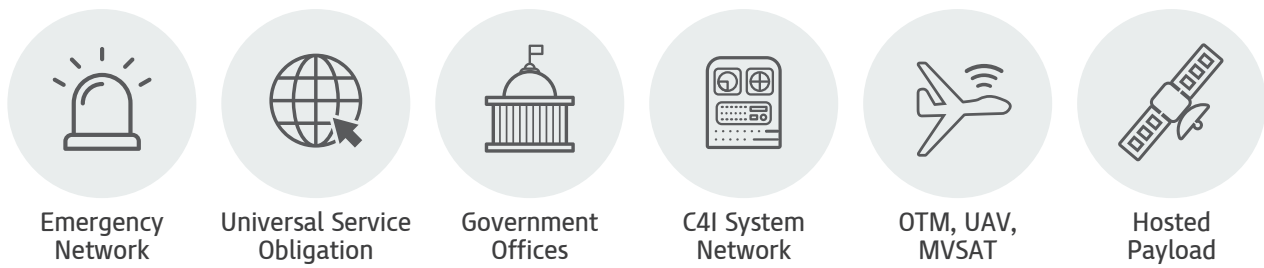 Emergency
Network
Universal Service
Obligation
Government
Offices
C4I System
Network
OTM, UAV,
MVSAT
Hosted
Payload